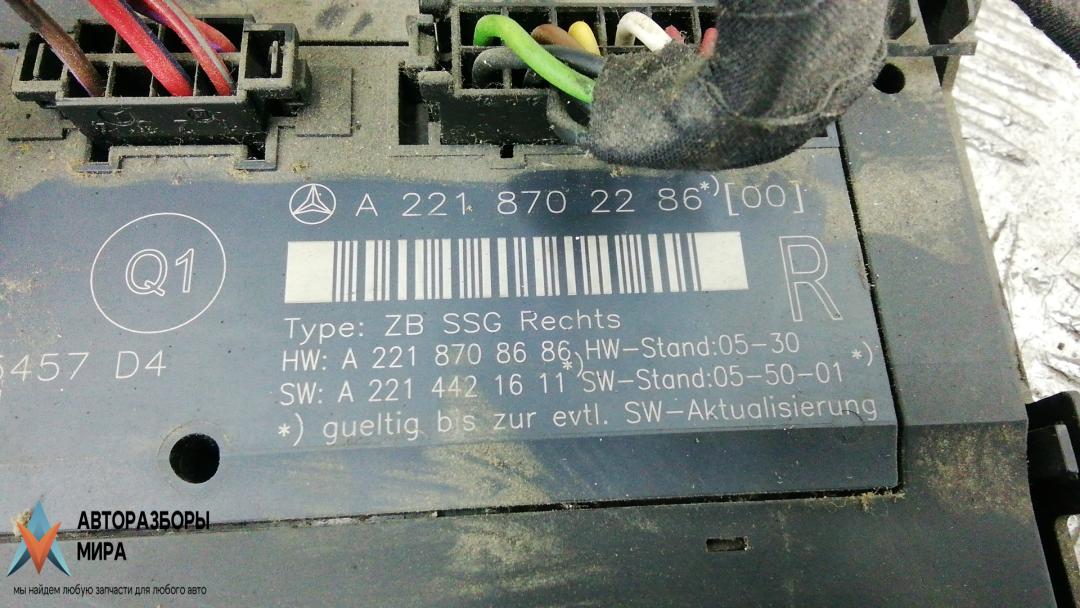 A 221 870 22 86*)[00]
Q1
R
Type: ZB SSG Rechts
HW: A 221 870 86 86 HW-Stand:05-30
5457 D4
SW: A 221 442 16 11*) SW-Stand:05-50-01 *)
*) gueltig bis zur evtl. SW-Aktualisierung
АВТОРАЗБОРЫ
МИРА
мы найдем любую запчасти для любого авто